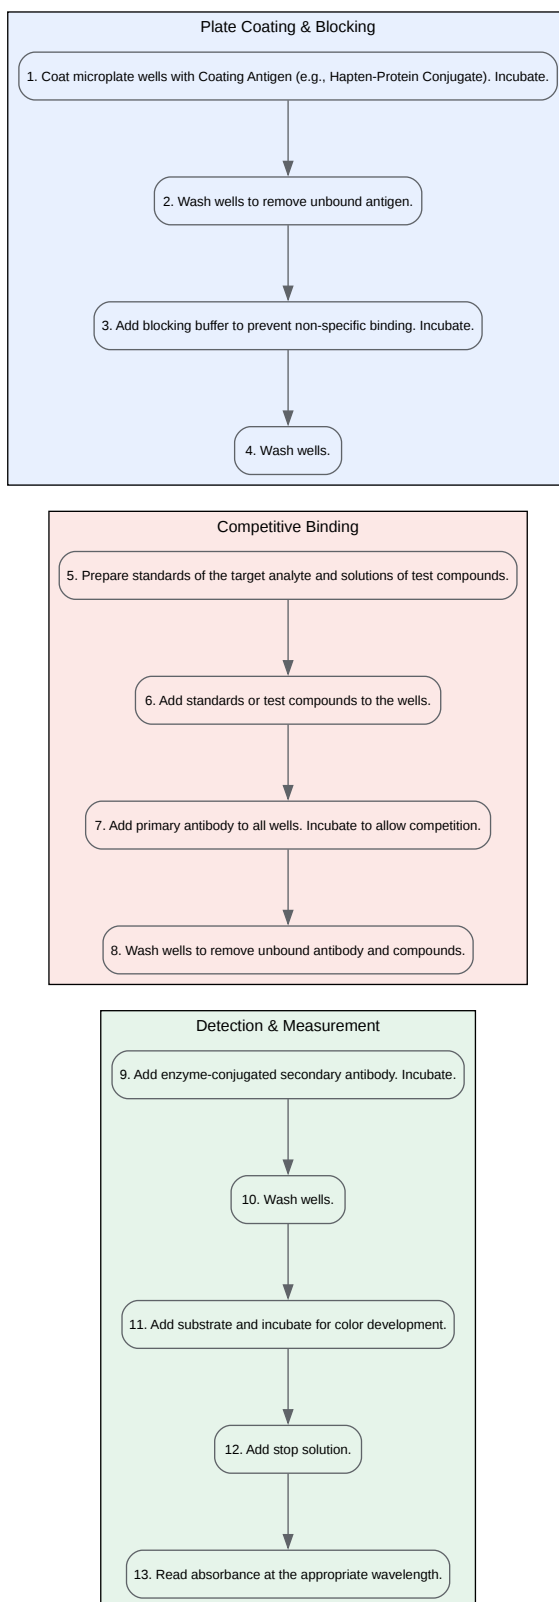 Plate Coating & Blocking
1. Coat microplate wells with Coating Antigen (e.g., Hapten-Protein Conjugate). Incubate.
2. Wash wells to remove unbound antigen.
3. Add blocking buffer to prevent non-specific binding. Incubate.
4. Wash wells.
Competitive Binding
5. Prepare standards of the target analyte and solutions of test compounds.
6. Add standards or test compounds to the wells.
7. Add primary antibody to all wells. Incubate to allow competition.
8. Wash wells to remove unbound antibody and compounds.
Detection & Measurement
9. Add enzyme-conjugated secondary antibody. Incubate.
10. Wash wells.
11. Add substrate and incubate for color development.
12. Add stop solution.
13. Read absorbance at the appropriate wavelength.